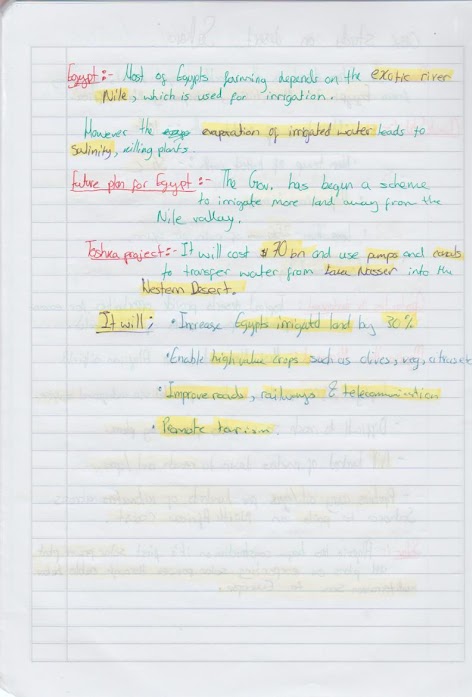 Egypt:- Most of Egypts farming depends on the exotic river
Nile, which is used for irrigation.
However the evaporation of irrigated water leads to
Salinity, killing plants.
Future plan for Egypt:- The Gov. has begun a scheme
to irrigate more land away from the
Nile valley.
Toshka project:- It will cost $70 bn and use pumps and canals
to transfer water from Lake Nasser into the
Western Desert.
It will: • Increase Egypts irrigated land by 30%
• Enable high value crops such as olives, veg, citrus etc
• Improve roads, railways & telecommunication
• Promote tourism.